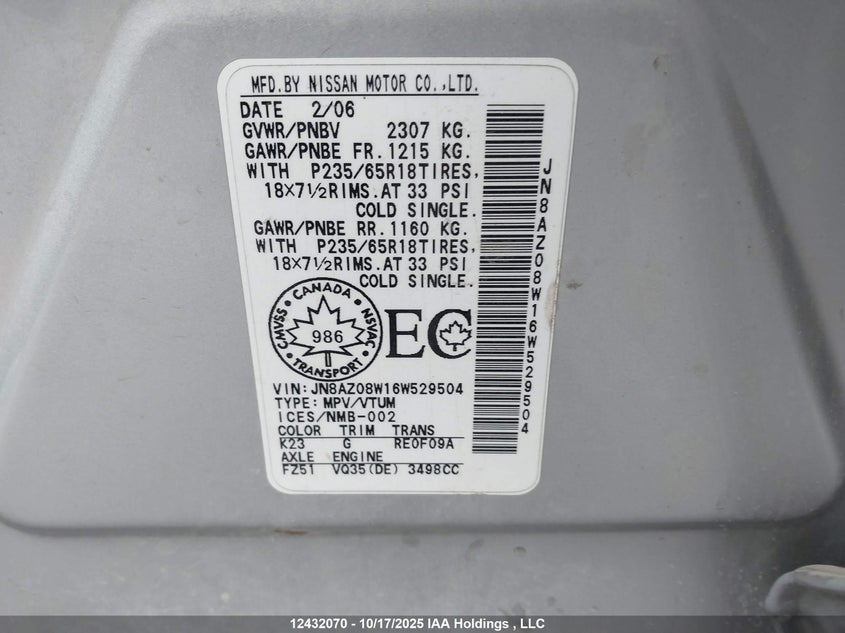 MFD.BY NISSAN MOTOR CO.,LTD.
DATE 2/06
GVWR/PNBV 2307 KG.
GAWR/PNBE FR. 1215 KG.
WITH P235/65R18TIRES,
18X7½RIMS.AT 33 PSI
COLD SINGLE.
GAWR/PNBE RR. 1160 KG.
WITH P235/65R18TIRES,
18X7½RIMS.AT 33 PSI
COLD SINGLE.
CANADA
CMVSS 986 NSVAC
TRANSPORT
EC
VIN: JN8AZ08W16W529504
TYPE: MPV/VTUM
ICES/NMB-002
COLOR TRIM TRANS
K23 G RE0F09A
AXLE ENGINE
FZ51 VQ35(DE) 3498CC
JN8AZ08W16W529504
12432070 - 10/17/2025 IAA Holdings , LLC